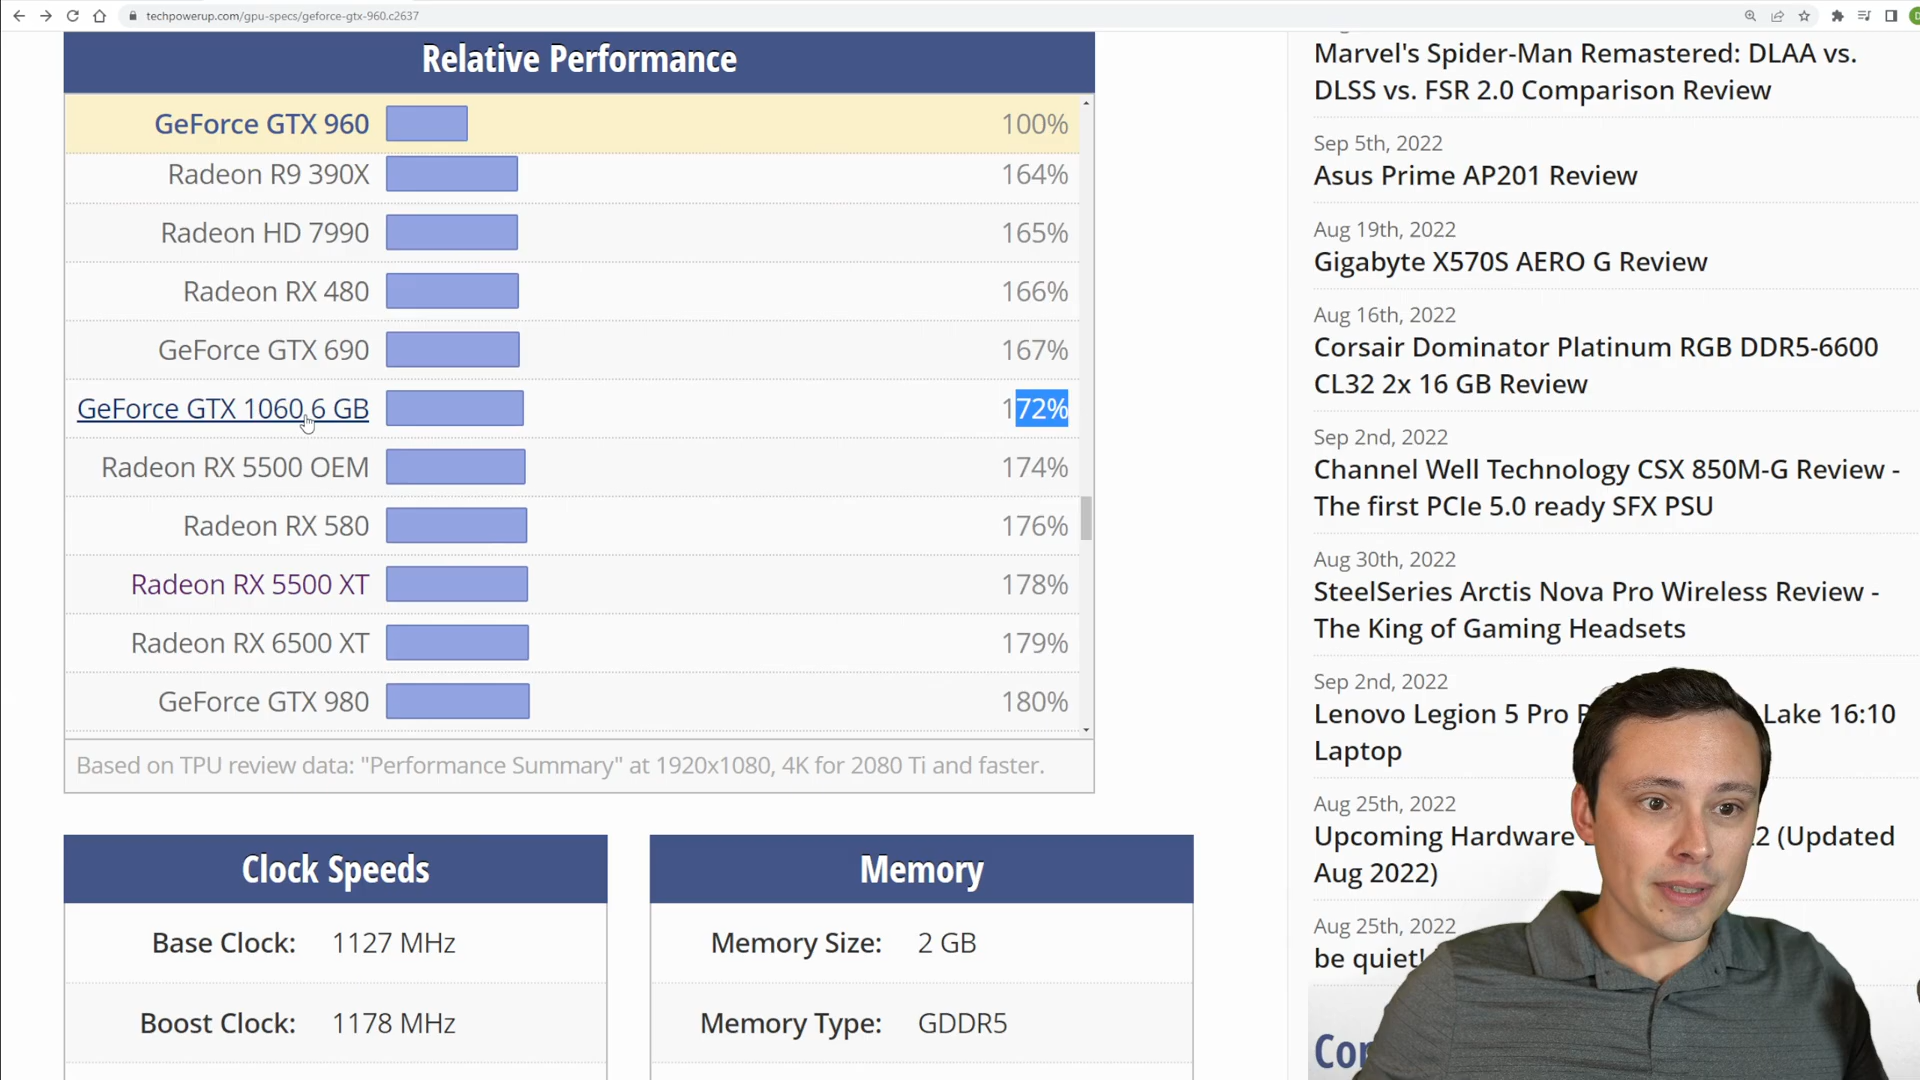 techpowerup.com/gpu-specs/geforce-gtx-960.c2637
Relative Performance
GeForce GTX 960 100%
Radeon R9 390X 164%
Radeon HD 7990 165%
Radeon RX 480 166%
GeForce GTX 690 167%
GeForce GTX 1060 6 GB 172%
Radeon RX 5500 OEM 174%
Radeon RX 580 176%
Radeon RX 5500 XT 178%
Radeon RX 6500 XT 179%
GeForce GTX 980 180%
Based on TPU review data: "Performance Summary" at 1920x1080, 4K for 2080 Ti and faster.
Clock Speeds
Base Clock: 1127 MHz
Boost Clock: 1178 MHz
Memory
Memory Size: 2 GB
Memory Type: GDDR5
Marvel's Spider-Man Remastered: DLAA vs.
DLSS vs. FSR 2.0 Comparison Review
Sep 5th, 2022
Asus Prime AP201 Review
Aug 19th, 2022
Gigabyte X570S AERO G Review
Aug 16th, 2022
Corsair Dominator Platinum RGB DDR5-6600
CL32 2x 16 GB Review
Sep 2nd, 2022
Channel Well Technology CSX 850M-G Review -
The first PCIe 5.0 ready SFX PSU
Aug 30th, 2022
SteelSeries Arctis Nova Pro Wireless Review -
The King of Gaming Headsets
Sep 2nd, 2022
Lenovo Legion 5 Pro Lake 16:10
Laptop
Aug 25th, 2022
Upcoming Hardware 2 (Updated
Aug 2022)
Aug 25th, 2022
be quiet!